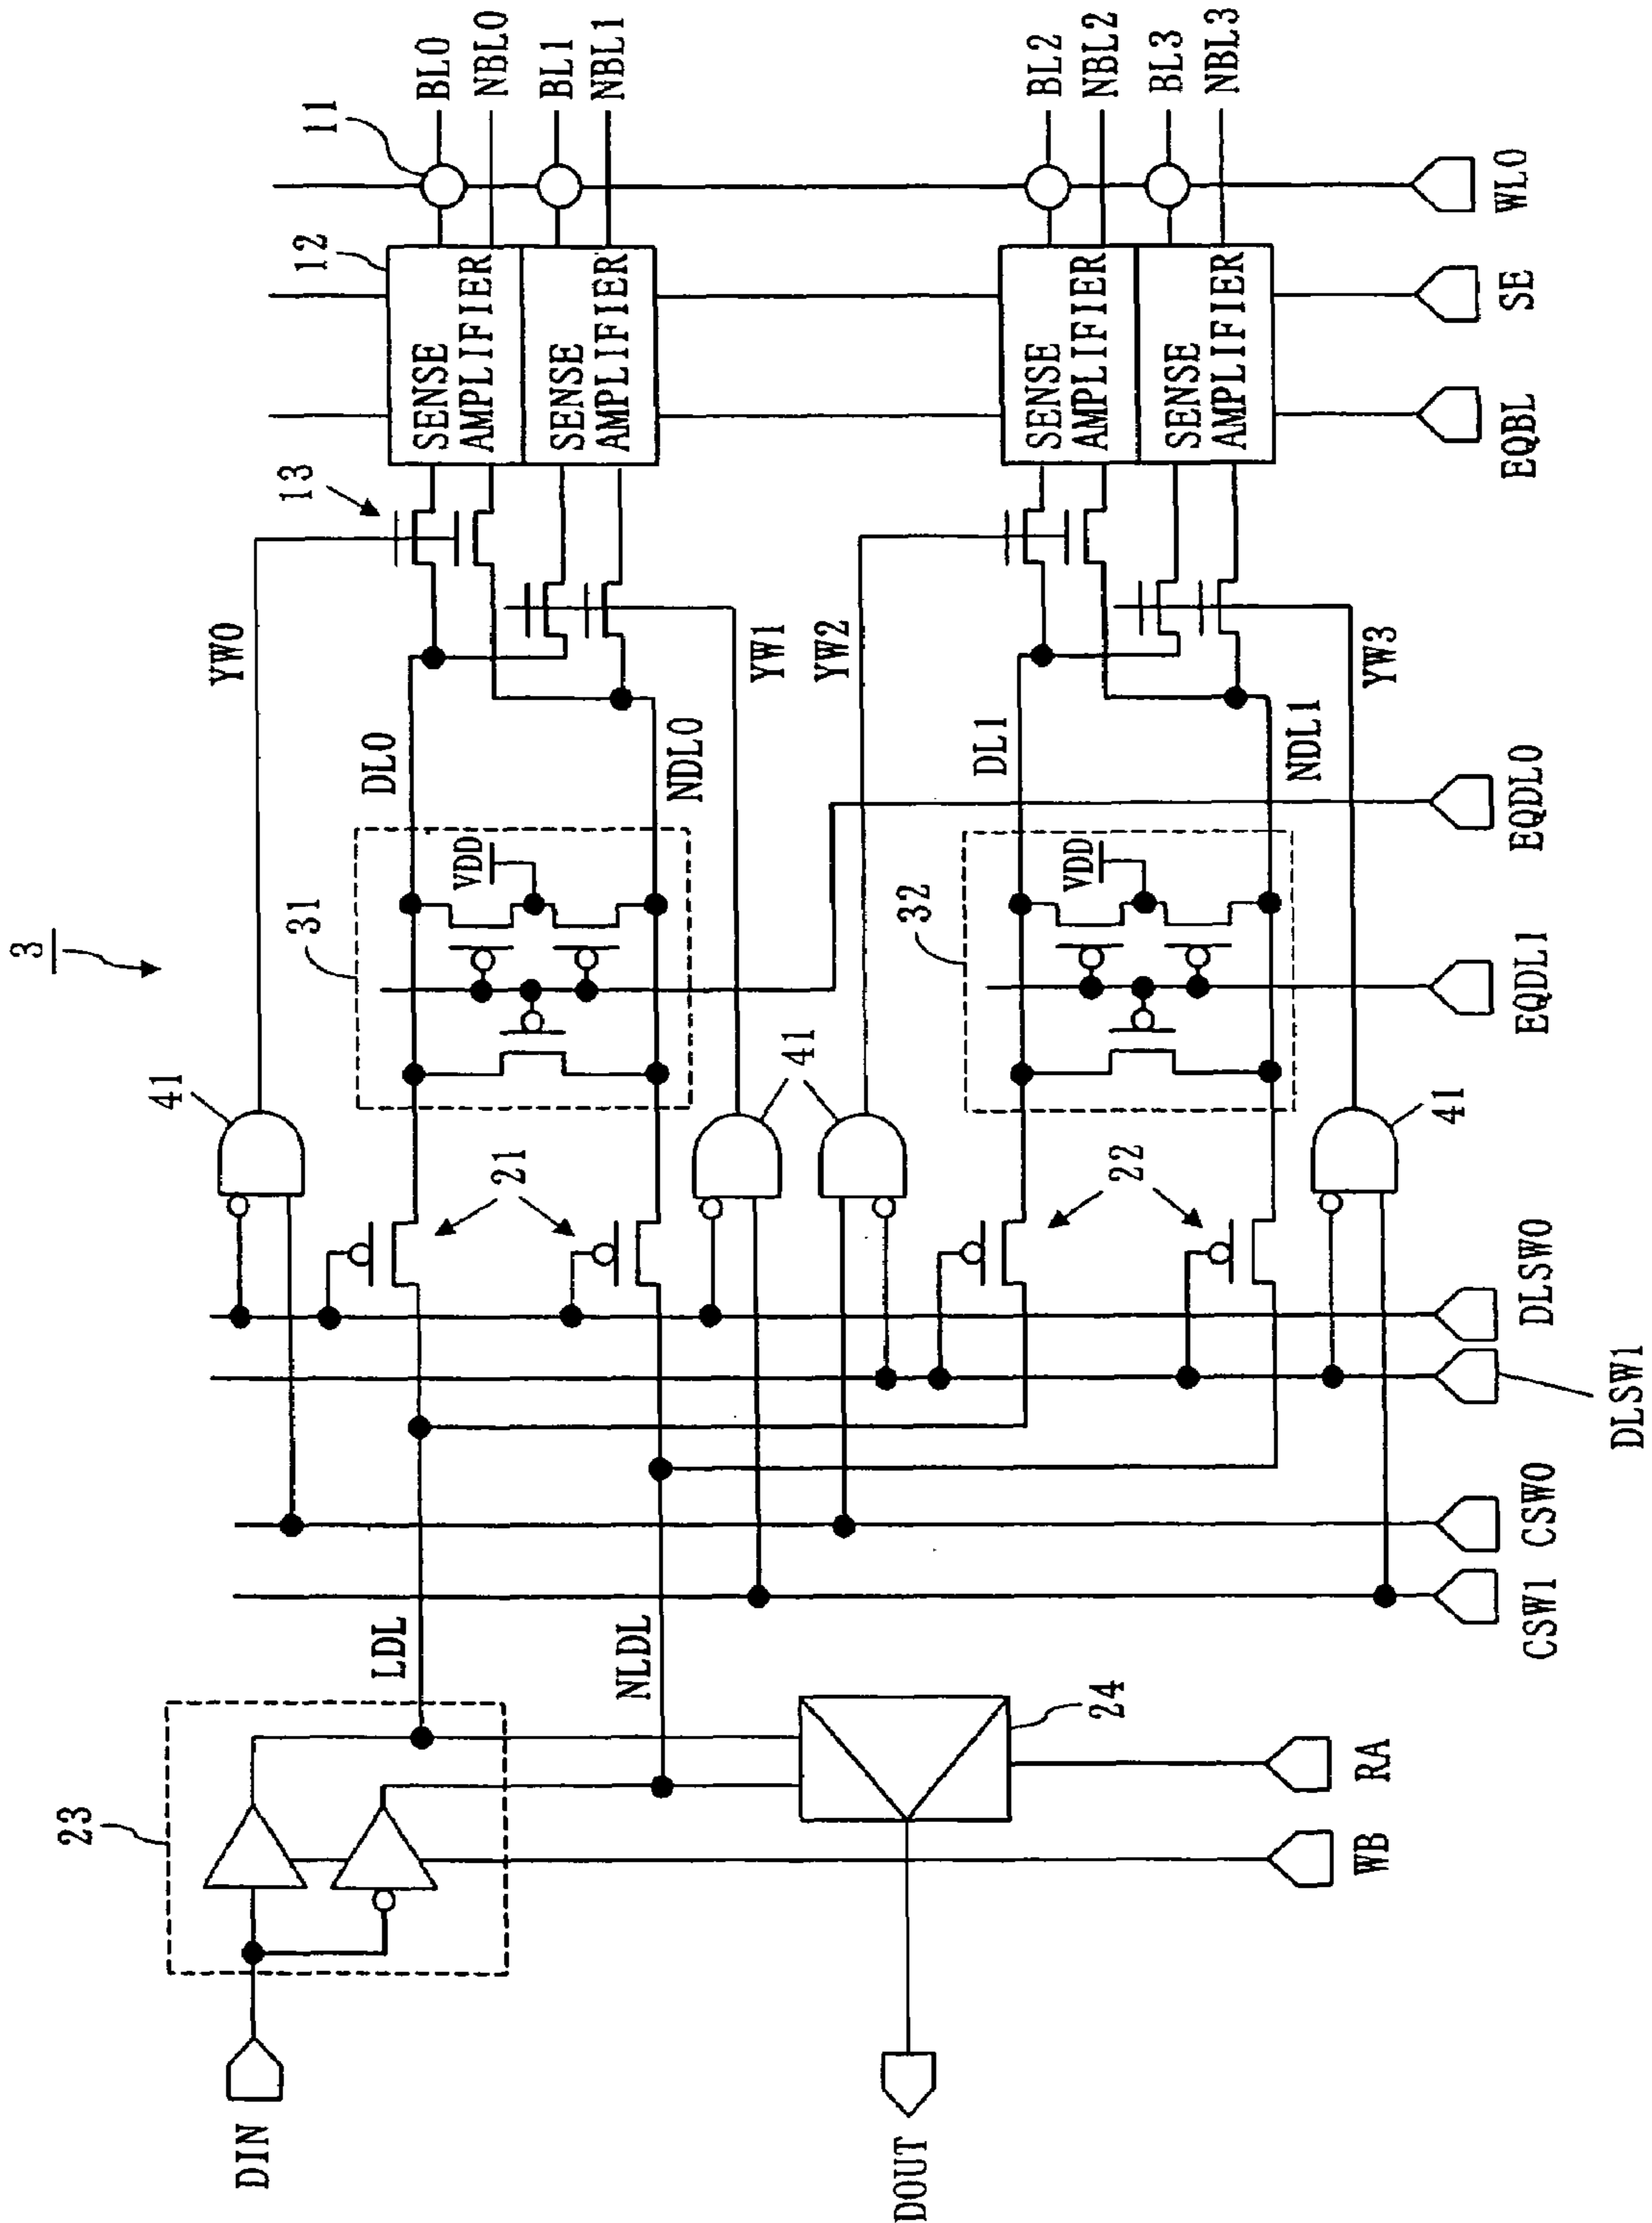 3
11
BL0
NBL0
BL1
NBL1
BL2
NBL2
BL3
NBL3
12
SENSE
AMPLIFIER
SENSE
AMPLIFIER
SENSE
AMPLIFIER
SENSE
AMPLIFIER
WL0
SE
EQBL
13
YW0
YW1
YW2
YW3
DL0
NDL0
DL1
NDL1
31
VDD
32
VDD
EQDL0
EQDL1
41
41
41
21
22
DLSW0
DLSW1
CSW0
CSW1
LDL
NLDL
23
24
RA
WB
DIN
DOUT